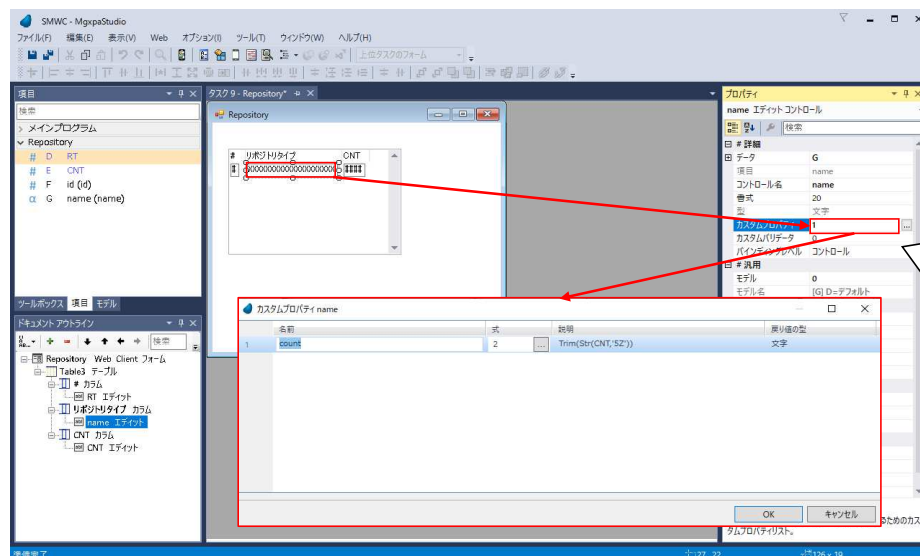 SMWC - MgxpaStudio
ファイル(F) 編集(E) 表示(V) Web オプション(I) ツール(T) ウインドウ(W) ヘルプ(H)
上位タスクのフォーム
項目
検索
メインプログラム
Repository
# D RT
# E CNT
# F id (id)
α G name (name)
ツールボックス 項目 モデル
ドキュメント アウトライン
検索
Repository Web Client フォーム
Table3 テーブル
# カラム
RT エディット
リポジトリタイプ カラム
name エディット
CNT カラム
CNT エディット
準備完了
タスク 9 - Repository*
Repository
# リポジトリタイプ CNT
プロパティ
name エディット コントロール
検索
# 詳細
データ G
項目 name
コントロール名 name
書式 20
型 文字
カスタムプロパティ 1
カスタムバリデータ 0
バインディングレベル コントロール
# 汎用
モデル 0
モデル名 [G] D=デフォルト
カスタムプロパティ name
名前 式 説明 戻り値の型
1 count 2 ... Trim(Str(CNT,'5Z')) 文字
OK キャンセル
るためのカス
タムプロパティリスト。
126 x 19